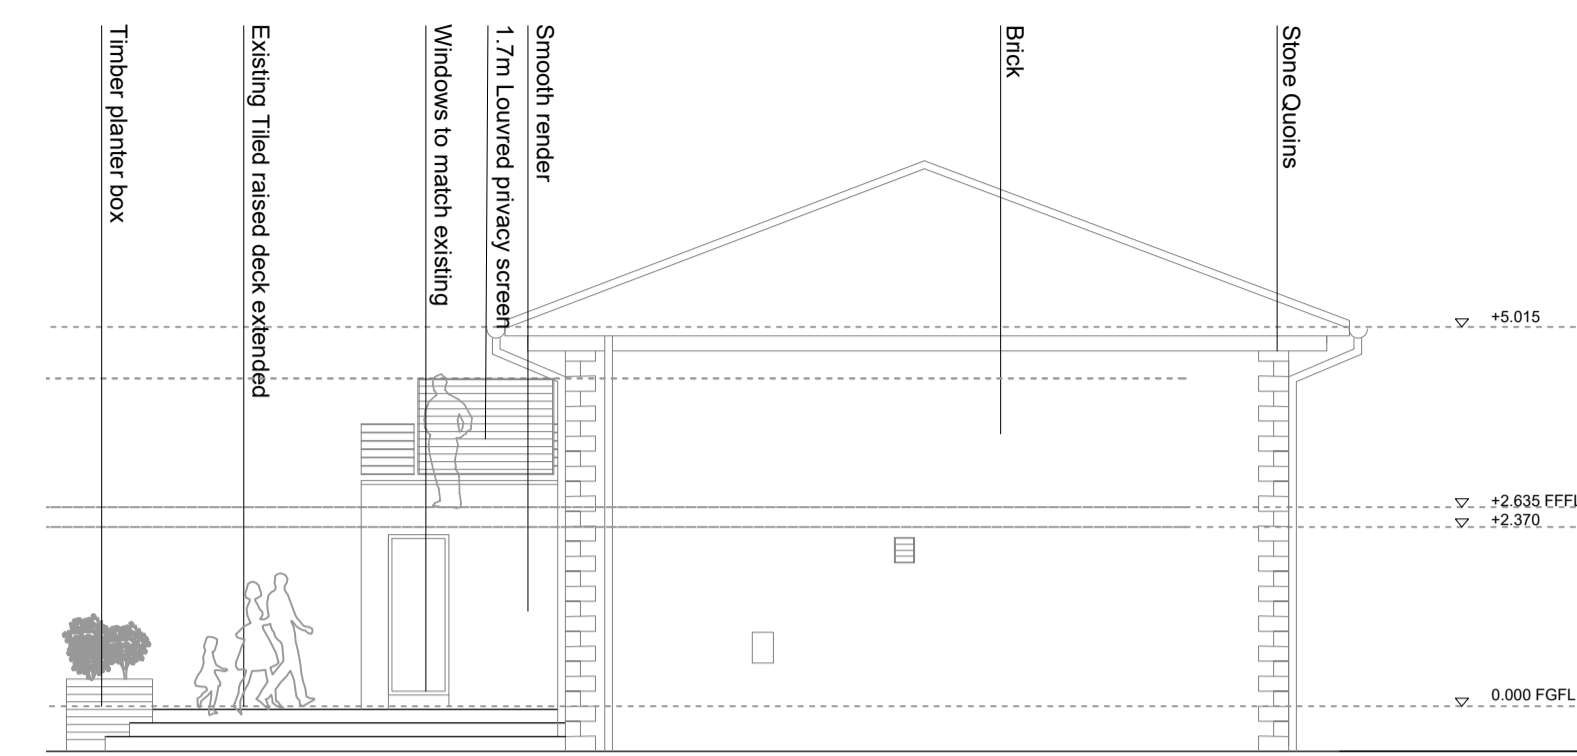 Timber planter box
Existing Tiled raised deck extended
Windows to match existing
1.7m Louvred privacy screen
Smooth render
Brick
Stone Quoins
+5.015
+2.635 FFFL
+2.370
0.000 FGFL